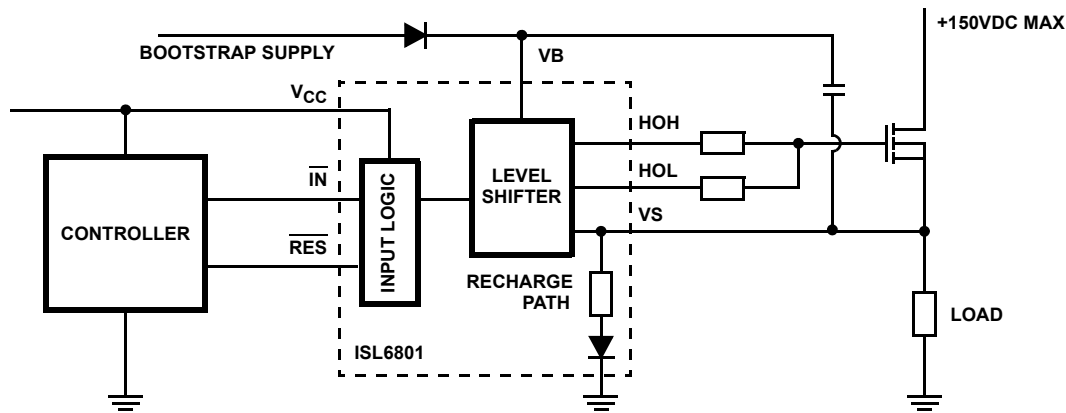 +150VDC MAX
BOOTSTRAP SUPPLY
VB
VCC
HOH
HOL
VS
IN
RES
CONTROLLER
INPUT LOGIC
LEVEL
SHIFTER
RECHARGE
PATH
LOAD
ISL6801